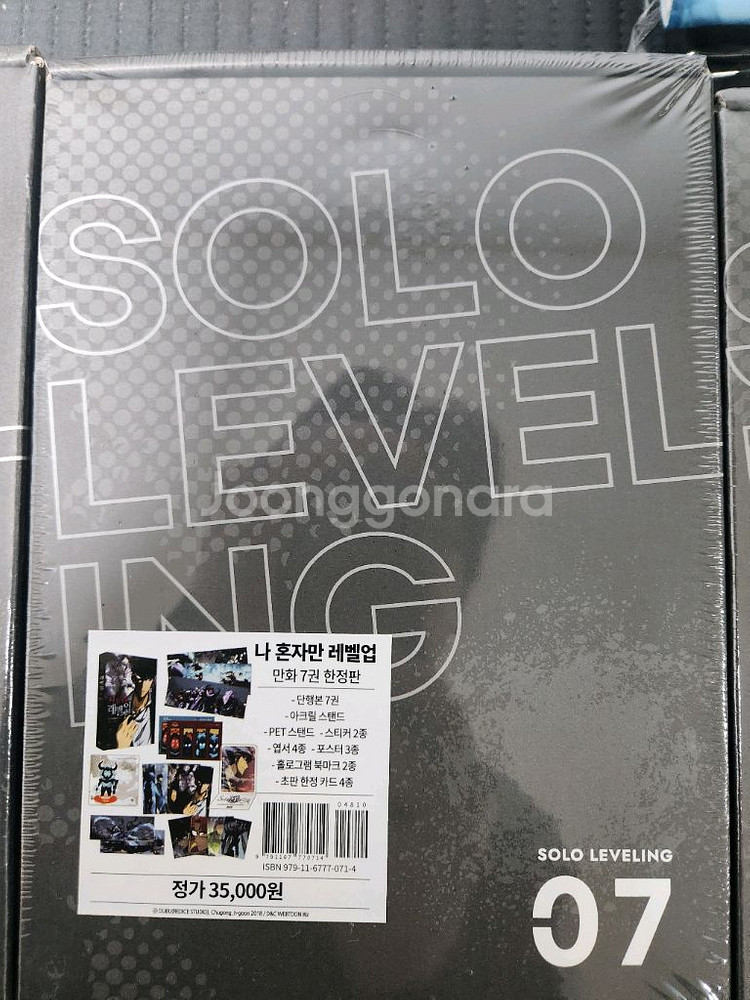 SOLO
LEVEL
ING
Joonggonara
나 혼자만 레벨업
만화 7권 한정판
- 단행본 7권
- 아크릴 스탠드
- PET 스탠드 - 스티커 2종
- 엽서 4종 - 포스터 3종
- 홀로그램 북마크 2종
- 초판 한정 카드 4종
04810
9 791167 770714
ISBN 979-11-6777-071-4
정가 35,000원
SOLO LEVELING
07